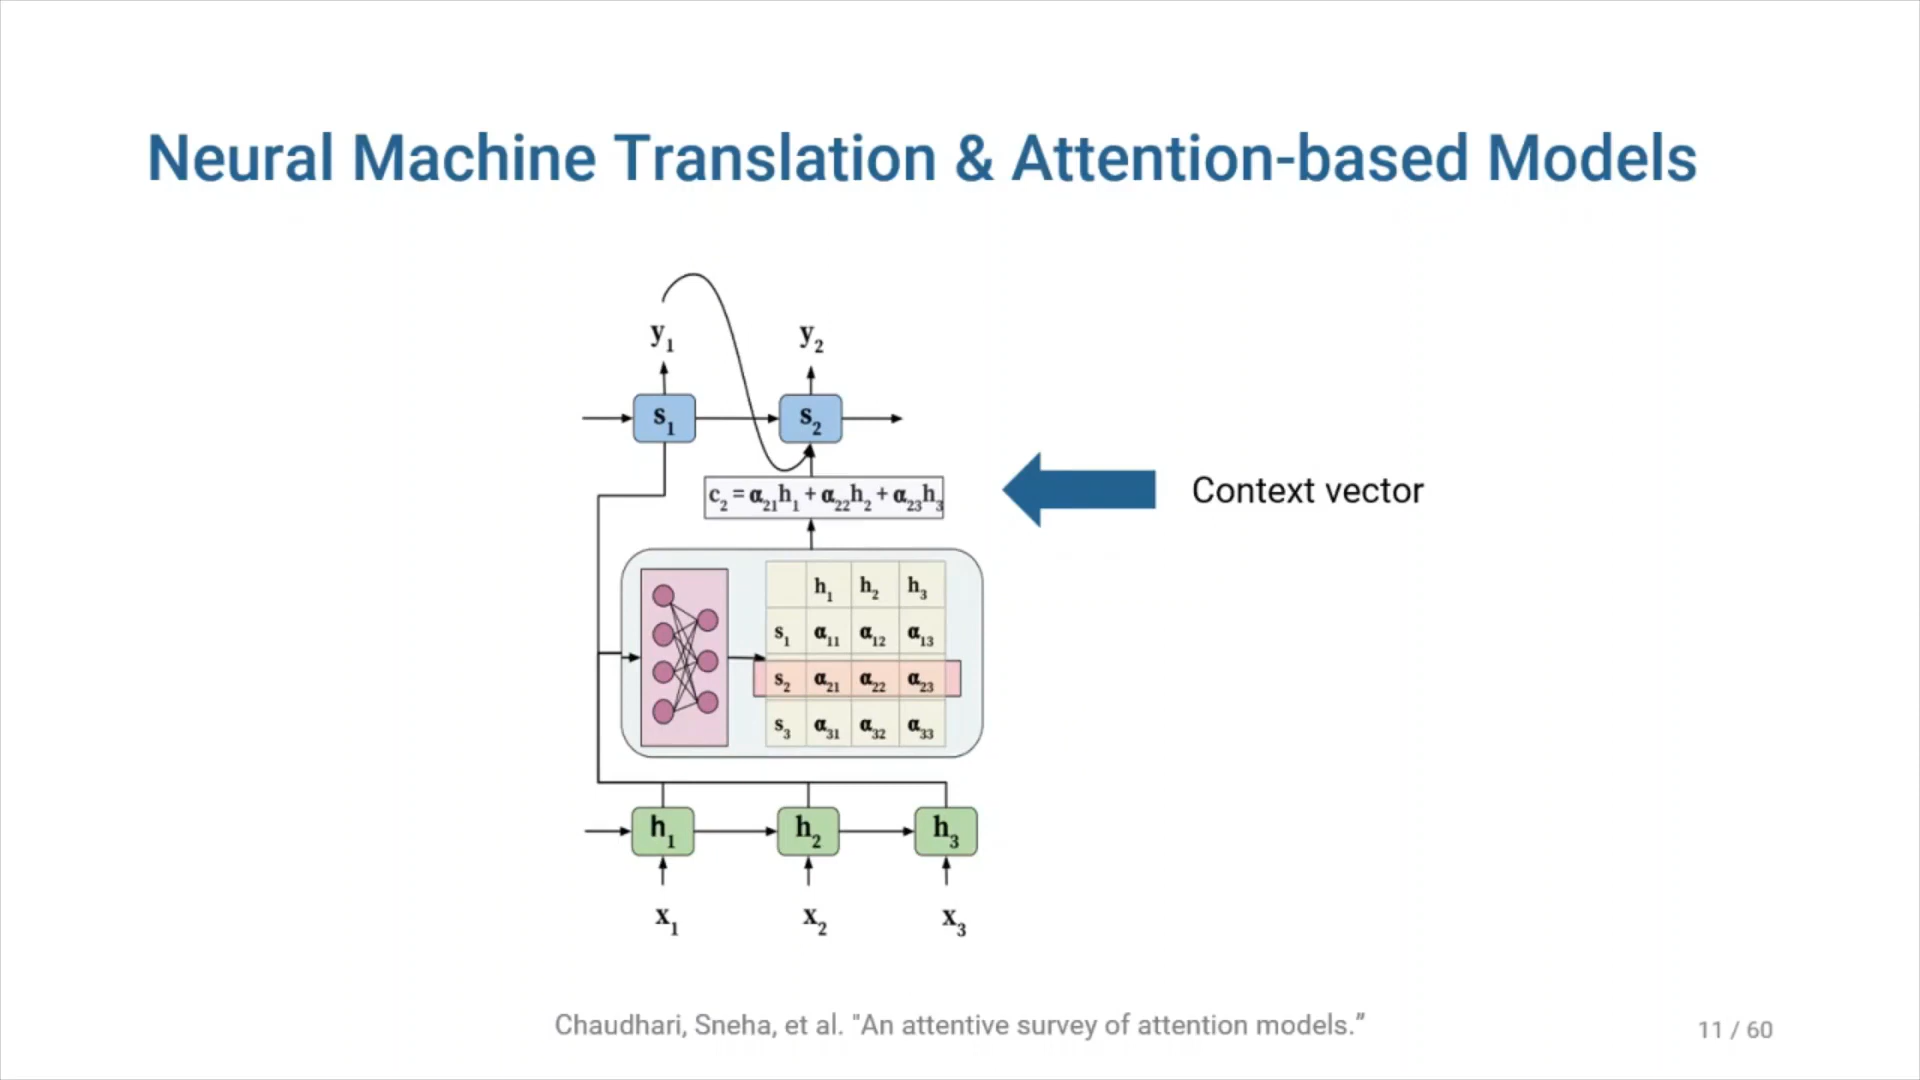 Neural Machine Translation & Attention-based Models
y1 y2
s1 s2
c2 = α21h1 + α22h2 + α23h3
Context vector
h1 h2 h3
s1 α11 α12 α13
s2 α21 α22 α23
s3 α31 α32 α33
h1 h2 h3
x1 x2 x3
Chaudhari, Sneha, et al. "An attentive survey of attention models.”
11 / 60